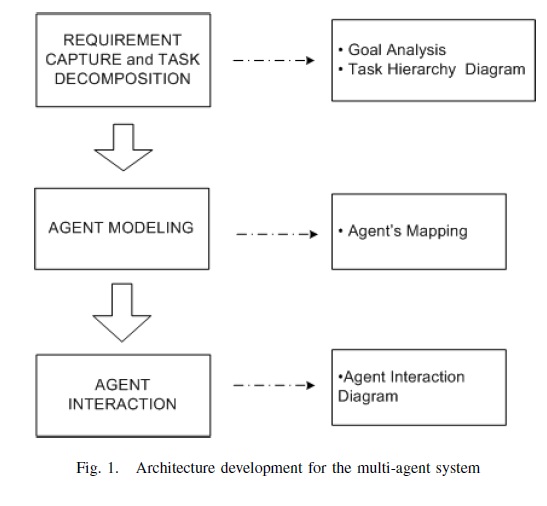 REQUIREMENT
CAPTURE and TASK
DECOMPOSITION
• Goal Analysis
• Task Hierarchy Diagram
AGENT MODELING
• Agent's Mapping
AGENT
INTERACTION
•Agent Interaction
Diagram
Fig. 1. Architecture development for the multi-agent system